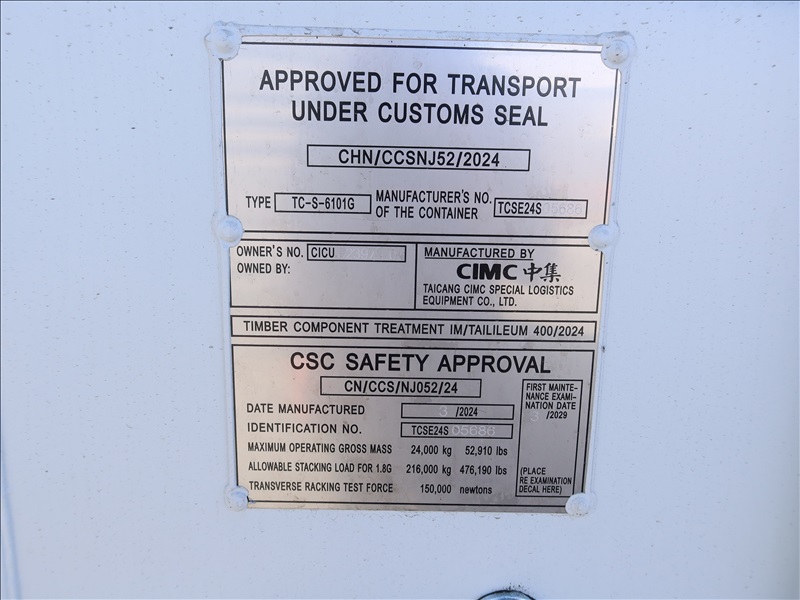 APPROVED FOR TRANSPORT
UNDER CUSTOMS SEAL
CHN/CCSNJ52/2024
TYPE TC-S-6101G MANUFACTURER'S NO. OF THE CONTAINER TCSE24S
OWNER'S NO. CICU
OWNED BY:
MANUFACTURED BY
CIMC 中集
TAICANG CIMC SPECIAL LOGISTICS
EQUIPMENT CO., LTD.
TIMBER COMPONENT TREATMENT IM/TAILILEUM 400/2024
CSC SAFETY APPROVAL
CN/CCS/NJ052/24
DATE MANUFACTURED 3 /2024
IDENTIFICATION NO. TCSE24S
MAXIMUM OPERATING GROSS MASS 24,000 kg 52,910 lbs
ALLOWABLE STACKING LOAD FOR 1.8G 216,000 kg 476,190 lbs
TRANSVERSE RACKING TEST FORCE 150,000 newtons
FIRST MAINTE-
NANCE EXAMI-
NATION DATE
3 /2029
(PLACE
RE EXAMINATION
DECAL HERE)